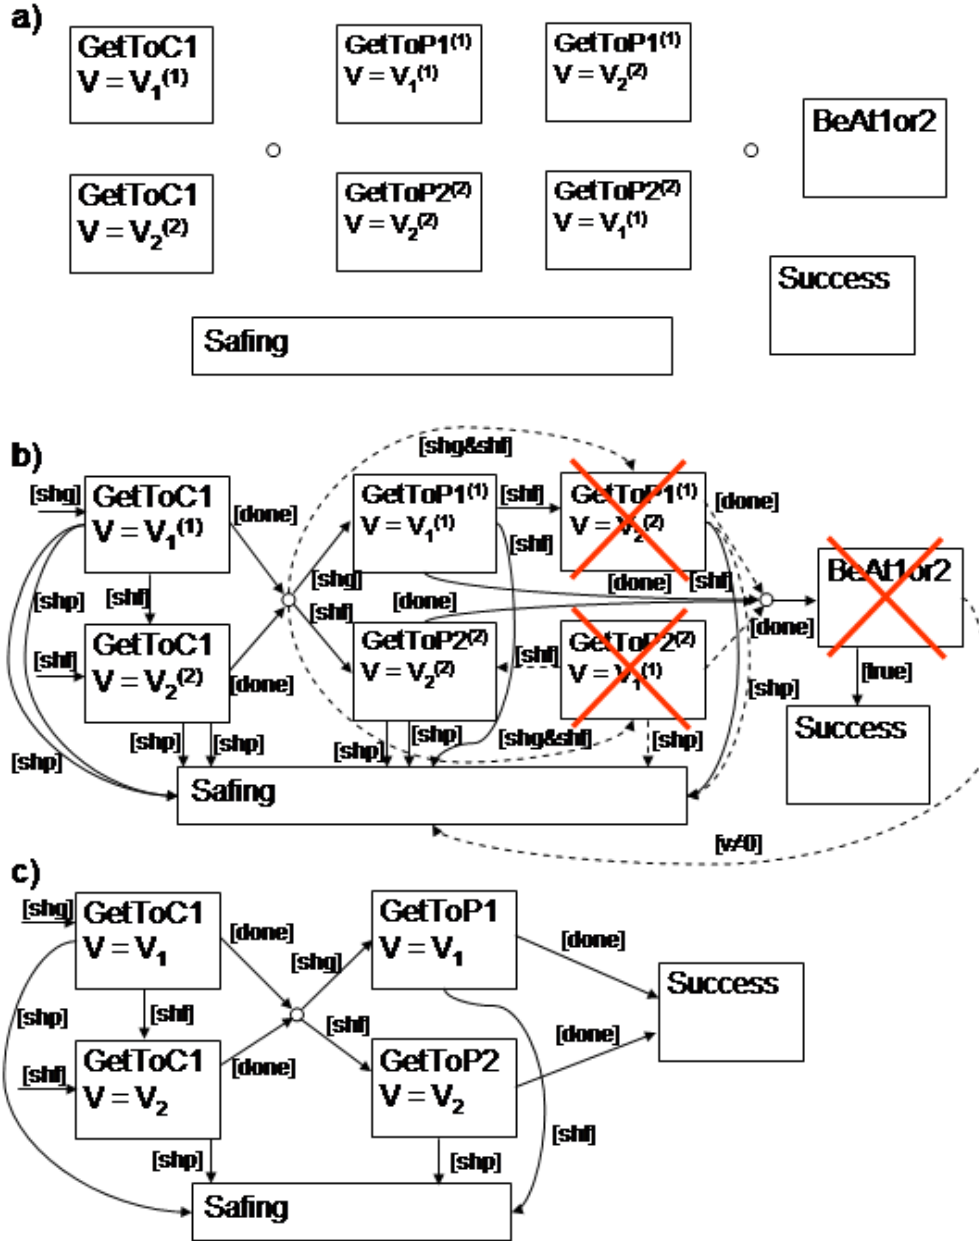 a)
GetToC1
V = V₁⁽¹⁾
GetToP1⁽¹⁾
V = V₁⁽¹⁾
GetToP1⁽¹⁾
V = V₂⁽²⁾
BeAt1or2
GetToC1
V = V₂⁽²⁾
GetToP2⁽²⁾
V = V₂⁽²⁾
GetToP2⁽²⁾
V = V₁⁽¹⁾
Success
Safing
b)
[shg&shf]
[shg]
GetToC1
V = V₁⁽¹⁾
[done]
GetToP1⁽¹⁾
V = V₁⁽¹⁾
[shf]
GetToP1⁽¹⁾
V = V₂⁽²⁾
[done]
[shf]
BeAt1or2
[shp]
[shf]
[shg]
[shf]
[done]
[done]
[shf]
[done]
[shf]
GetToC1
V = V₂⁽²⁾
[done]
GetToP2⁽²⁾
V = V₂⁽²⁾
[shf]
GetToP2⁽²⁾
V = V₁⁽¹⁾
[true]
[shp]
[shp]
[shp]
[shp]
[shp]
[shp]
[shg&shf]
[shp]
Success
Safing
[v≠0]
c)
[shg]
GetToC1
V = V₁
[done]
[shg]
GetToP1
V = V₁
[done]
Success
[shp]
[shf]
[shf]
[shf]
GetToC1
V = V₂
[done]
GetToP2
V = V₂
[done]
[shf]
[shp]
[shp]
Safing